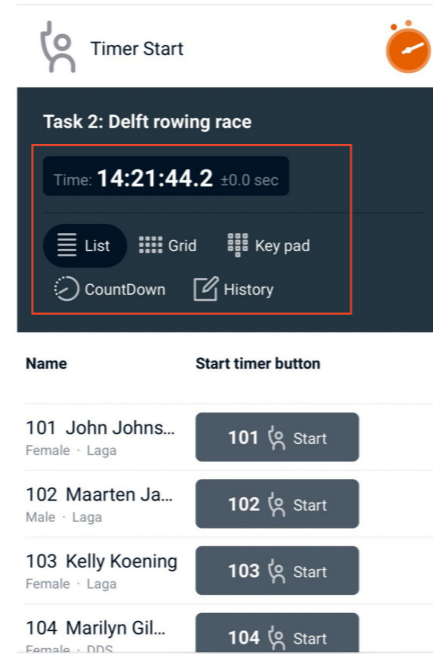 Timer Start
Task 2: Delft rowing race
Time: 14:21:44.2 ±0.0 sec
List Grid Key pad
CountDown History
Name Start timer button
101 John Johns... 101 Start
Female · Laga
102 Maarten Ja... 102 Start
Male · Laga
103 Kelly Koening 103 Start
Female · Laga
104 Marilyn Gil... 104 Start
Female · DDS